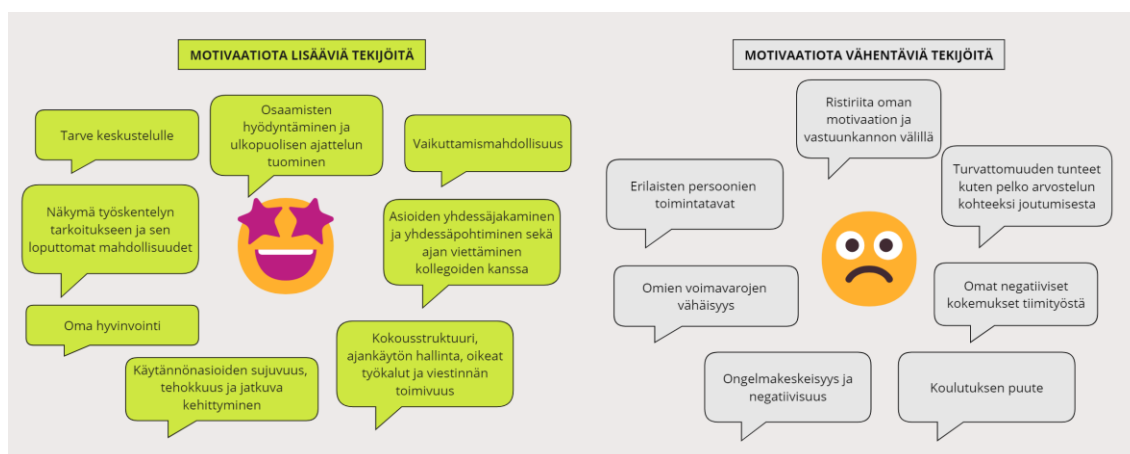 MOTIVAATIOTA LISÄÄVIÄ TEKIJÖITÄ
Tarve keskustelulle
Osaamisten
hyödyntäminen ja
ulkopuolisen ajattelun
tuominen
Vaikuttamismahdollisuus
Näkymä työskentelyn
tarkoitukseen ja sen
loputtomat mahdollisuudet
Asioiden yhdessäjakaminen
ja yhdessäpohtiminen sekä
ajan viettäminen
kollegoiden kanssa
Oma hyvinvointi
Käytännönasioiden sujuvuus,
tehokkuus ja jatkuva
kehittyminen
Kokousstruktuuri,
ajankäytön hallinta, oikeat
työkalut ja viestinnän
toimivuus
MOTIVAATIOTA VÄHENTÄVIÄ TEKIJÖITÄ
Ristiriita oman
motivaation ja
vastuunkannon välillä
Erilaisten persoonien
toimintatavat
Turvattomuuden tunteet
kuten pelko arvostelun
kohteeksi joutumisesta
Omien voimavarojen
vähäisyys
Omat negatiiviset
kokemukset tiimityöstä
Ongelmakeskeisyys ja
negatiivisuus
Koulutuksen puute